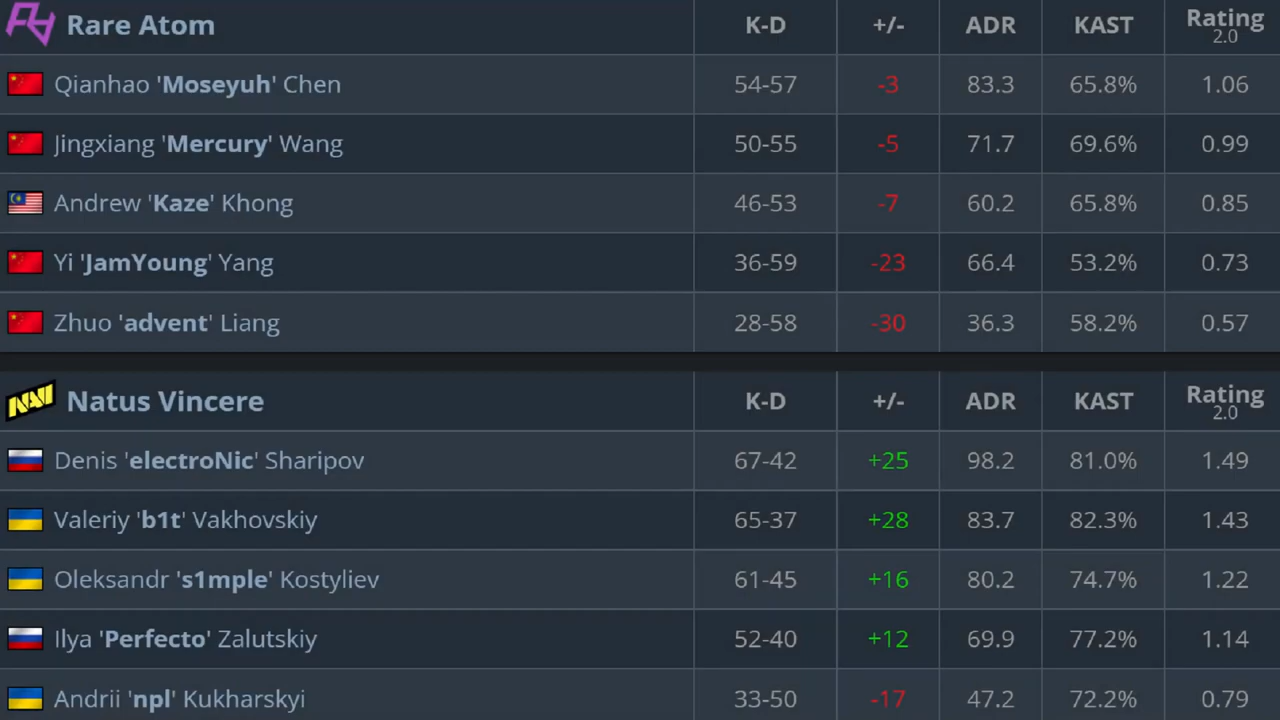 Rare Atom K-D +/- ADR KAST Rating 2.0
Qianhao 'Moseyuh' Chen 54-57 -3 83.3 65.8% 1.06
Jingxiang 'Mercury' Wang 50-55 -5 71.7 69.6% 0.99
Andrew 'Kaze' Khong 46-53 -7 60.2 65.8% 0.85
Yi 'JamYoung' Yang 36-59 -23 66.4 53.2% 0.73
Zhuo 'advent' Liang 28-58 -30 36.3 58.2% 0.57
NAVI Natus Vincere K-D +/- ADR KAST Rating 2.0
Denis 'electroNic' Sharipov 67-42 +25 98.2 81.0% 1.49
Valeriy 'b1t' Vakhovskiy 65-37 +28 83.7 82.3% 1.43
Oleksandr 's1mple' Kostyliev 61-45 +16 80.2 74.7% 1.22
Ilya 'Perfecto' Zalutskiy 52-40 +12 69.9 77.2% 1.14
Andrii 'npl' Kukharskyi 33-50 -17 47.2 72.2% 0.79